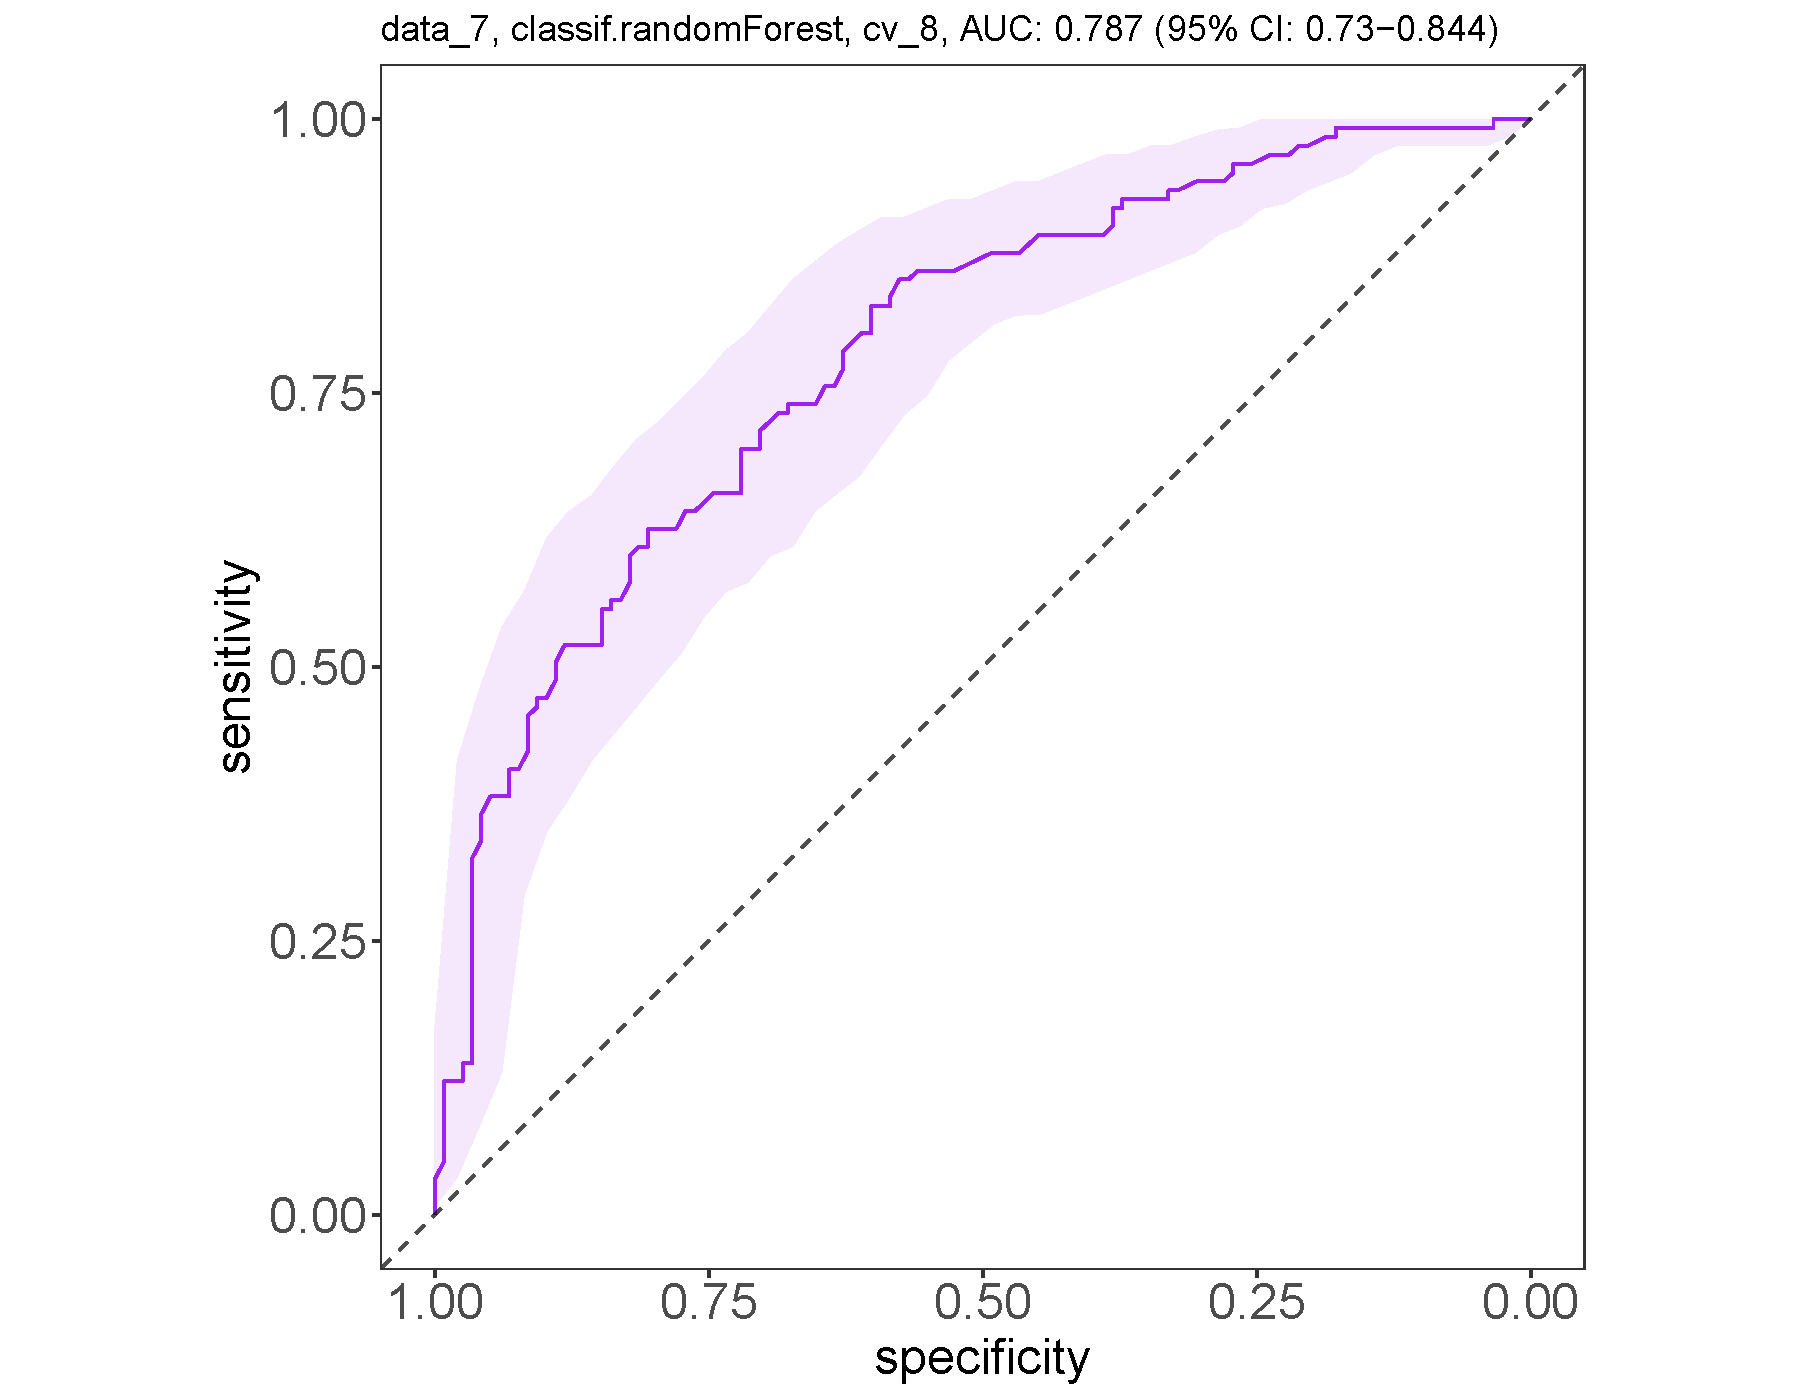 data_7, classif.randomForest, cv_8, AUC: 0.787 (95% CI: 0.73−0.844)
1.00
0.75
0.50
0.25
0.00
sensitivity
1.00 0.75 0.50 0.25 0.00
specificity